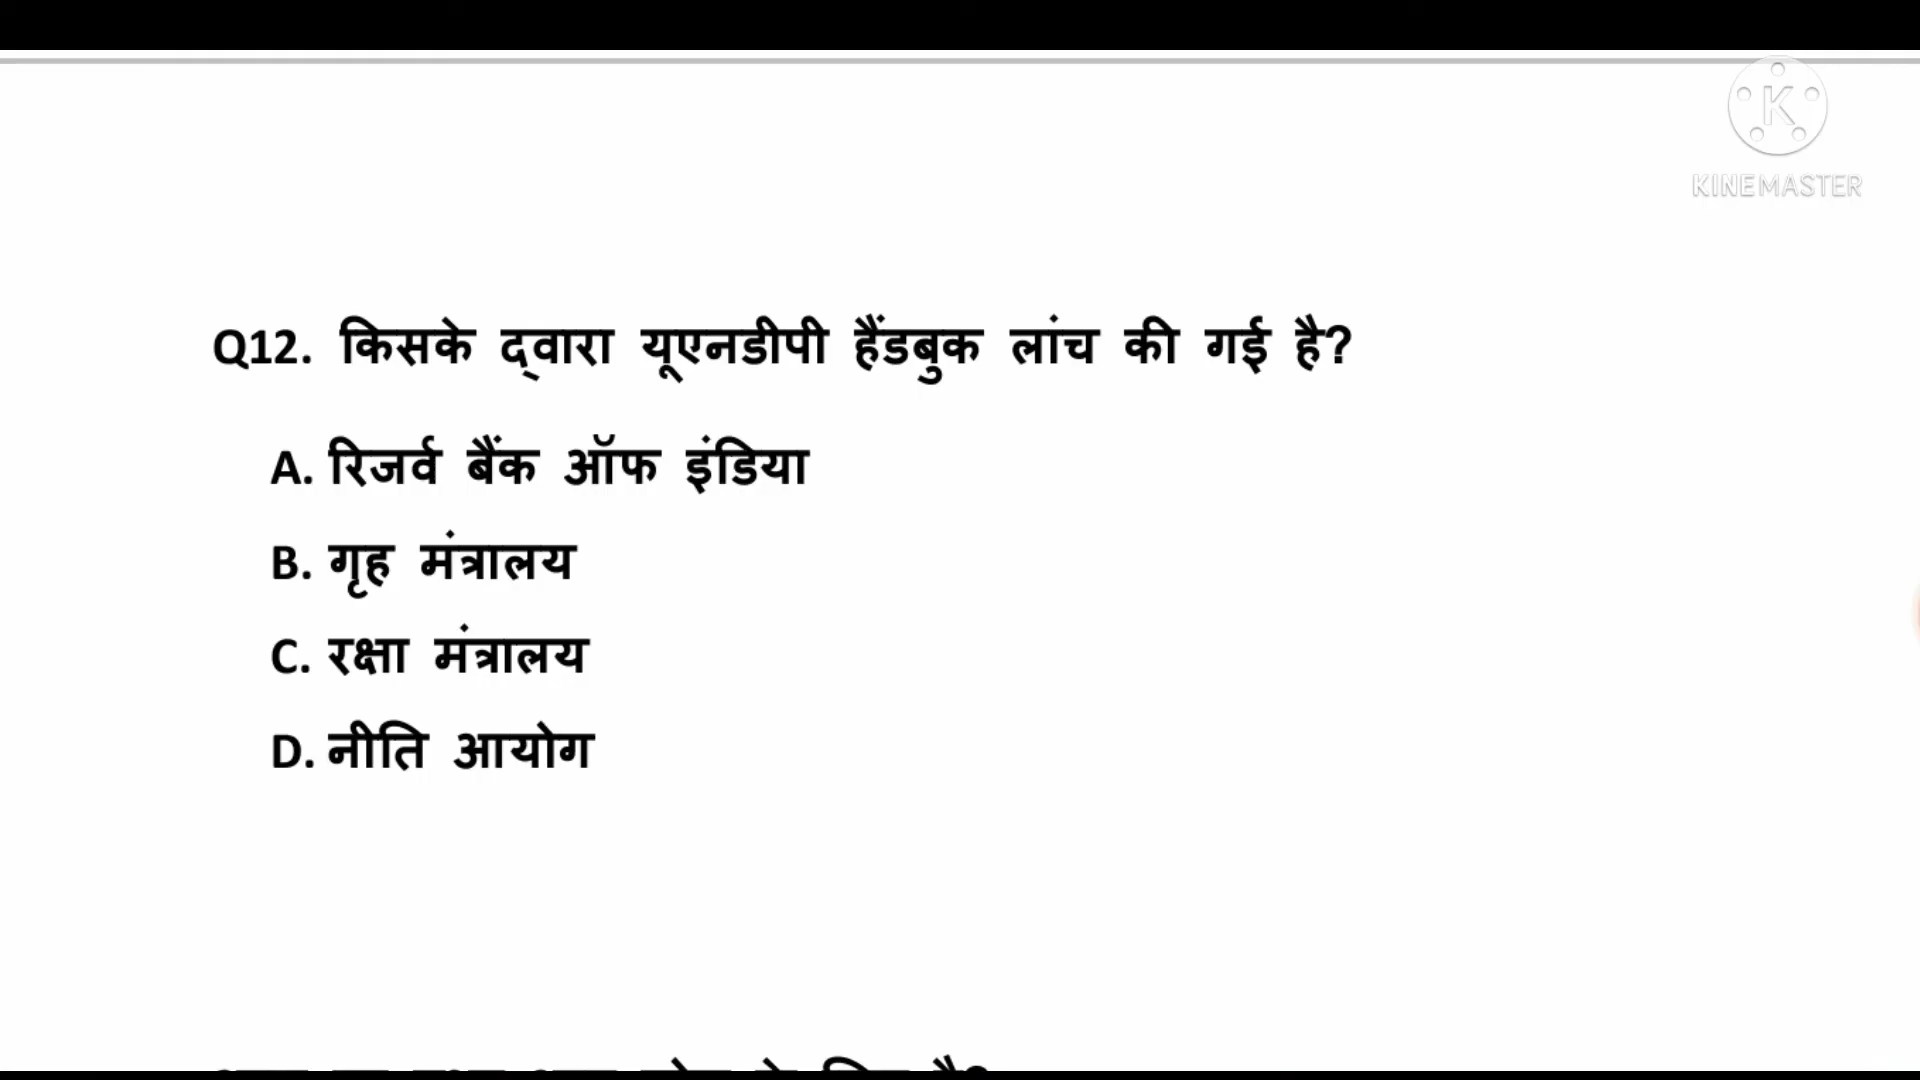 KINEMASTER
Q12. किसके द्वारा यूएनडीपी हैंडबुक लांच की गई है?
A. रिजर्व बैंक ऑफ इंडिया
B. गृह मंत्रालय
C. रक्षा मंत्रालय
D. नीति आयोग